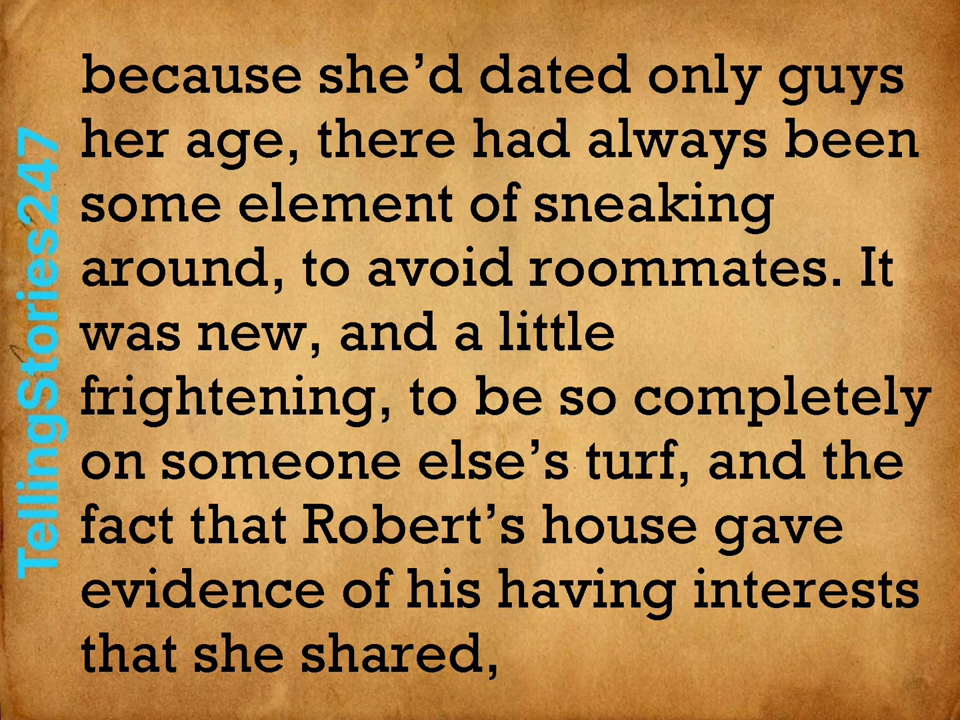 TellingStories247
because she’d dated only guys
her age, there had always been
some element of sneaking
around, to avoid roommates. It
was new, and a little
frightening, to be so completely
on someone else’s turf, and the
fact that Robert’s house gave
evidence of his having interests
that she shared,